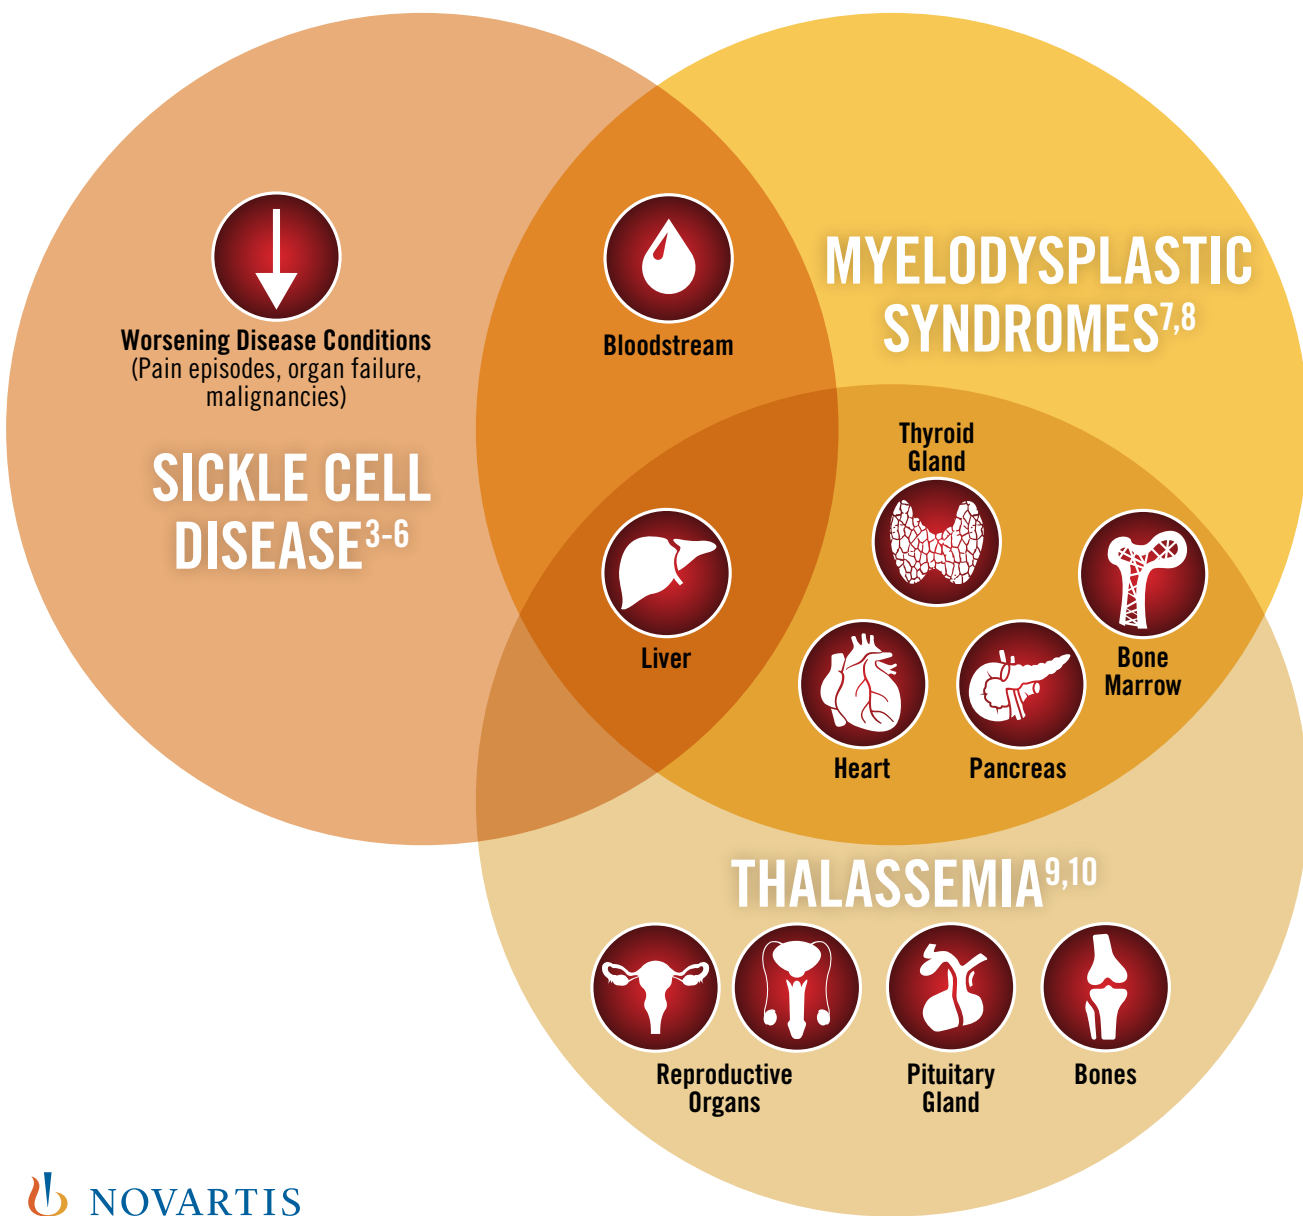 Worsening Disease Conditions
(Pain episodes, organ failure,
malignancies)
SICKLE CELL
DISEASE3-6
Bloodstream
MYELODYSPLASTIC
SYNDROMES7,8
Liver
Thyroid
Gland
Heart
Pancreas
Bone
Marrow
THALASSEMIA9,10
Reproductive
Organs
Pituitary
Gland
Bones
NOVARTIS